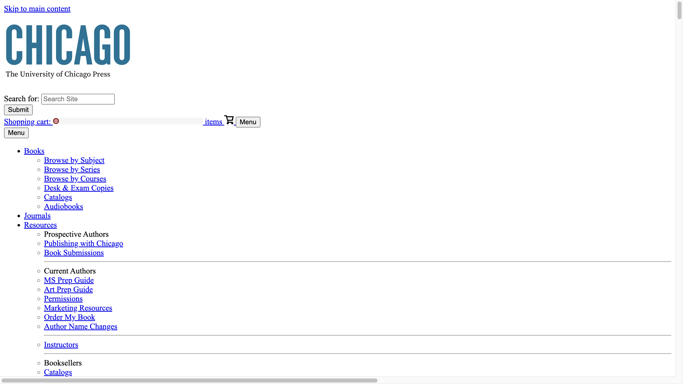 Skip to main content
CHICAGO
The University of Chicago Press
Search for: Search Site
Submit
Shopping cart: 0 items Menu
Menu
Books
Browse by Subject
Browse by Series
Browse by Courses
Desk & Exam Copies
Catalogs
Audiobooks
Journals
Resources
Prospective Authors
Publishing with Chicago
Book Submissions
Current Authors
MS Prep Guide
Art Prep Guide
Permissions
Marketing Resources
Order My Book
Author Name Changes
Instructors
Booksellers
Catalogs